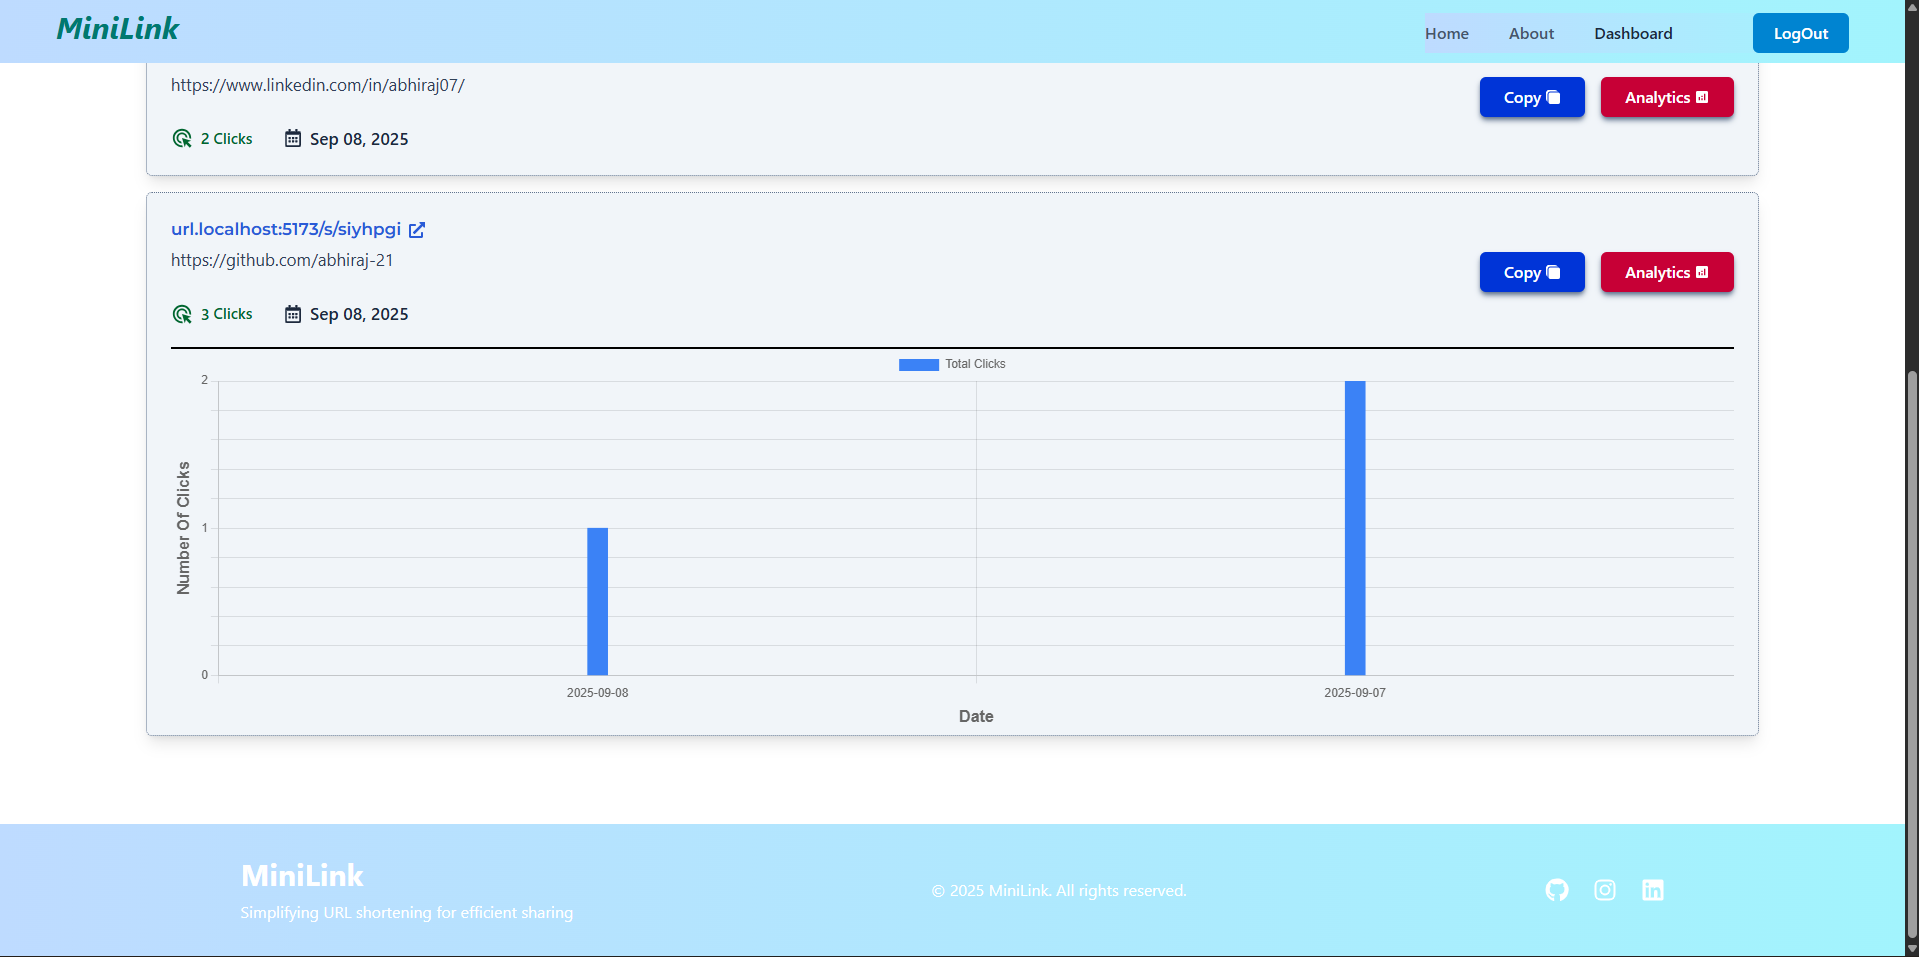 MiniLink
Home About Dashboard LogOut
https://www.linkedin.com/in/abhiraj07/
Copy Analytics
2 Clicks Sep 08, 2025
url.localhost:5173/s/siyhpgi
https://github.com/abhiraj-21
Copy Analytics
3 Clicks Sep 08, 2025
Total Clicks
2
Number Of Clicks
1
0
2025-09-08 2025-09-07
Date
MiniLink
Simplifying URL shortening for efficient sharing
© 2025 MiniLink. All rights reserved.